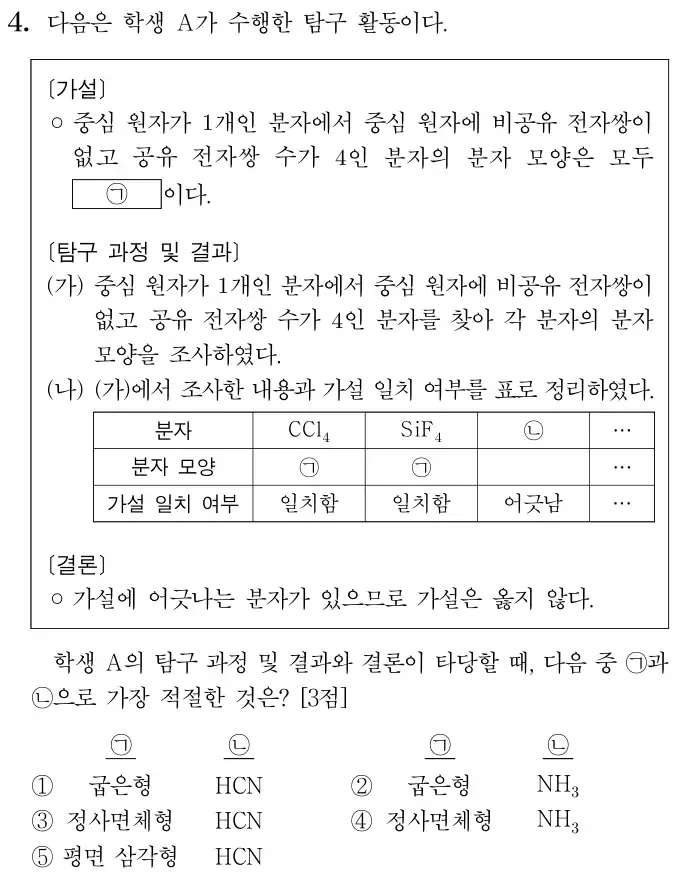 4. 다음은 학생 A가 수행한 탐구 활동이다.
〔가설〕
○ 중심 원자가 1개인 분자에서 중심 원자에 비공유 전자쌍이
없고 공유 전자쌍 수가 4인 분자의 분자 모양은 모두
㉠ 이다.
〔탐구 과정 및 결과〕
(가) 중심 원자가 1개인 분자에서 중심 원자에 비공유 전자쌍이
없고 공유 전자쌍 수가 4인 분자를 찾아 각 분자의 분자
모양을 조사하였다.
(나) (가)에서 조사한 내용과 가설 일치 여부를 표로 정리하였다.
분자 CCl₄ SiF₄ ㉡ …
분자 모양 ㉠ ㉠ …
가설 일치 여부 일치함 일치함 어긋남 …
〔결론〕
○ 가설에 어긋나는 분자가 있으므로 가설은 옳지 않다.
학생 A의 탐구 과정 및 결과와 결론이 타당할 때, 다음 중 ㉠과
㉡으로 가장 적절한 것은? [3점]
㉠ ㉡ ㉠ ㉡
① 굽은형 HCN ② 굽은형 NH₃
③ 정사면체형 HCN ④ 정사면체형 NH₃
⑤ 평면 삼각형 HCN